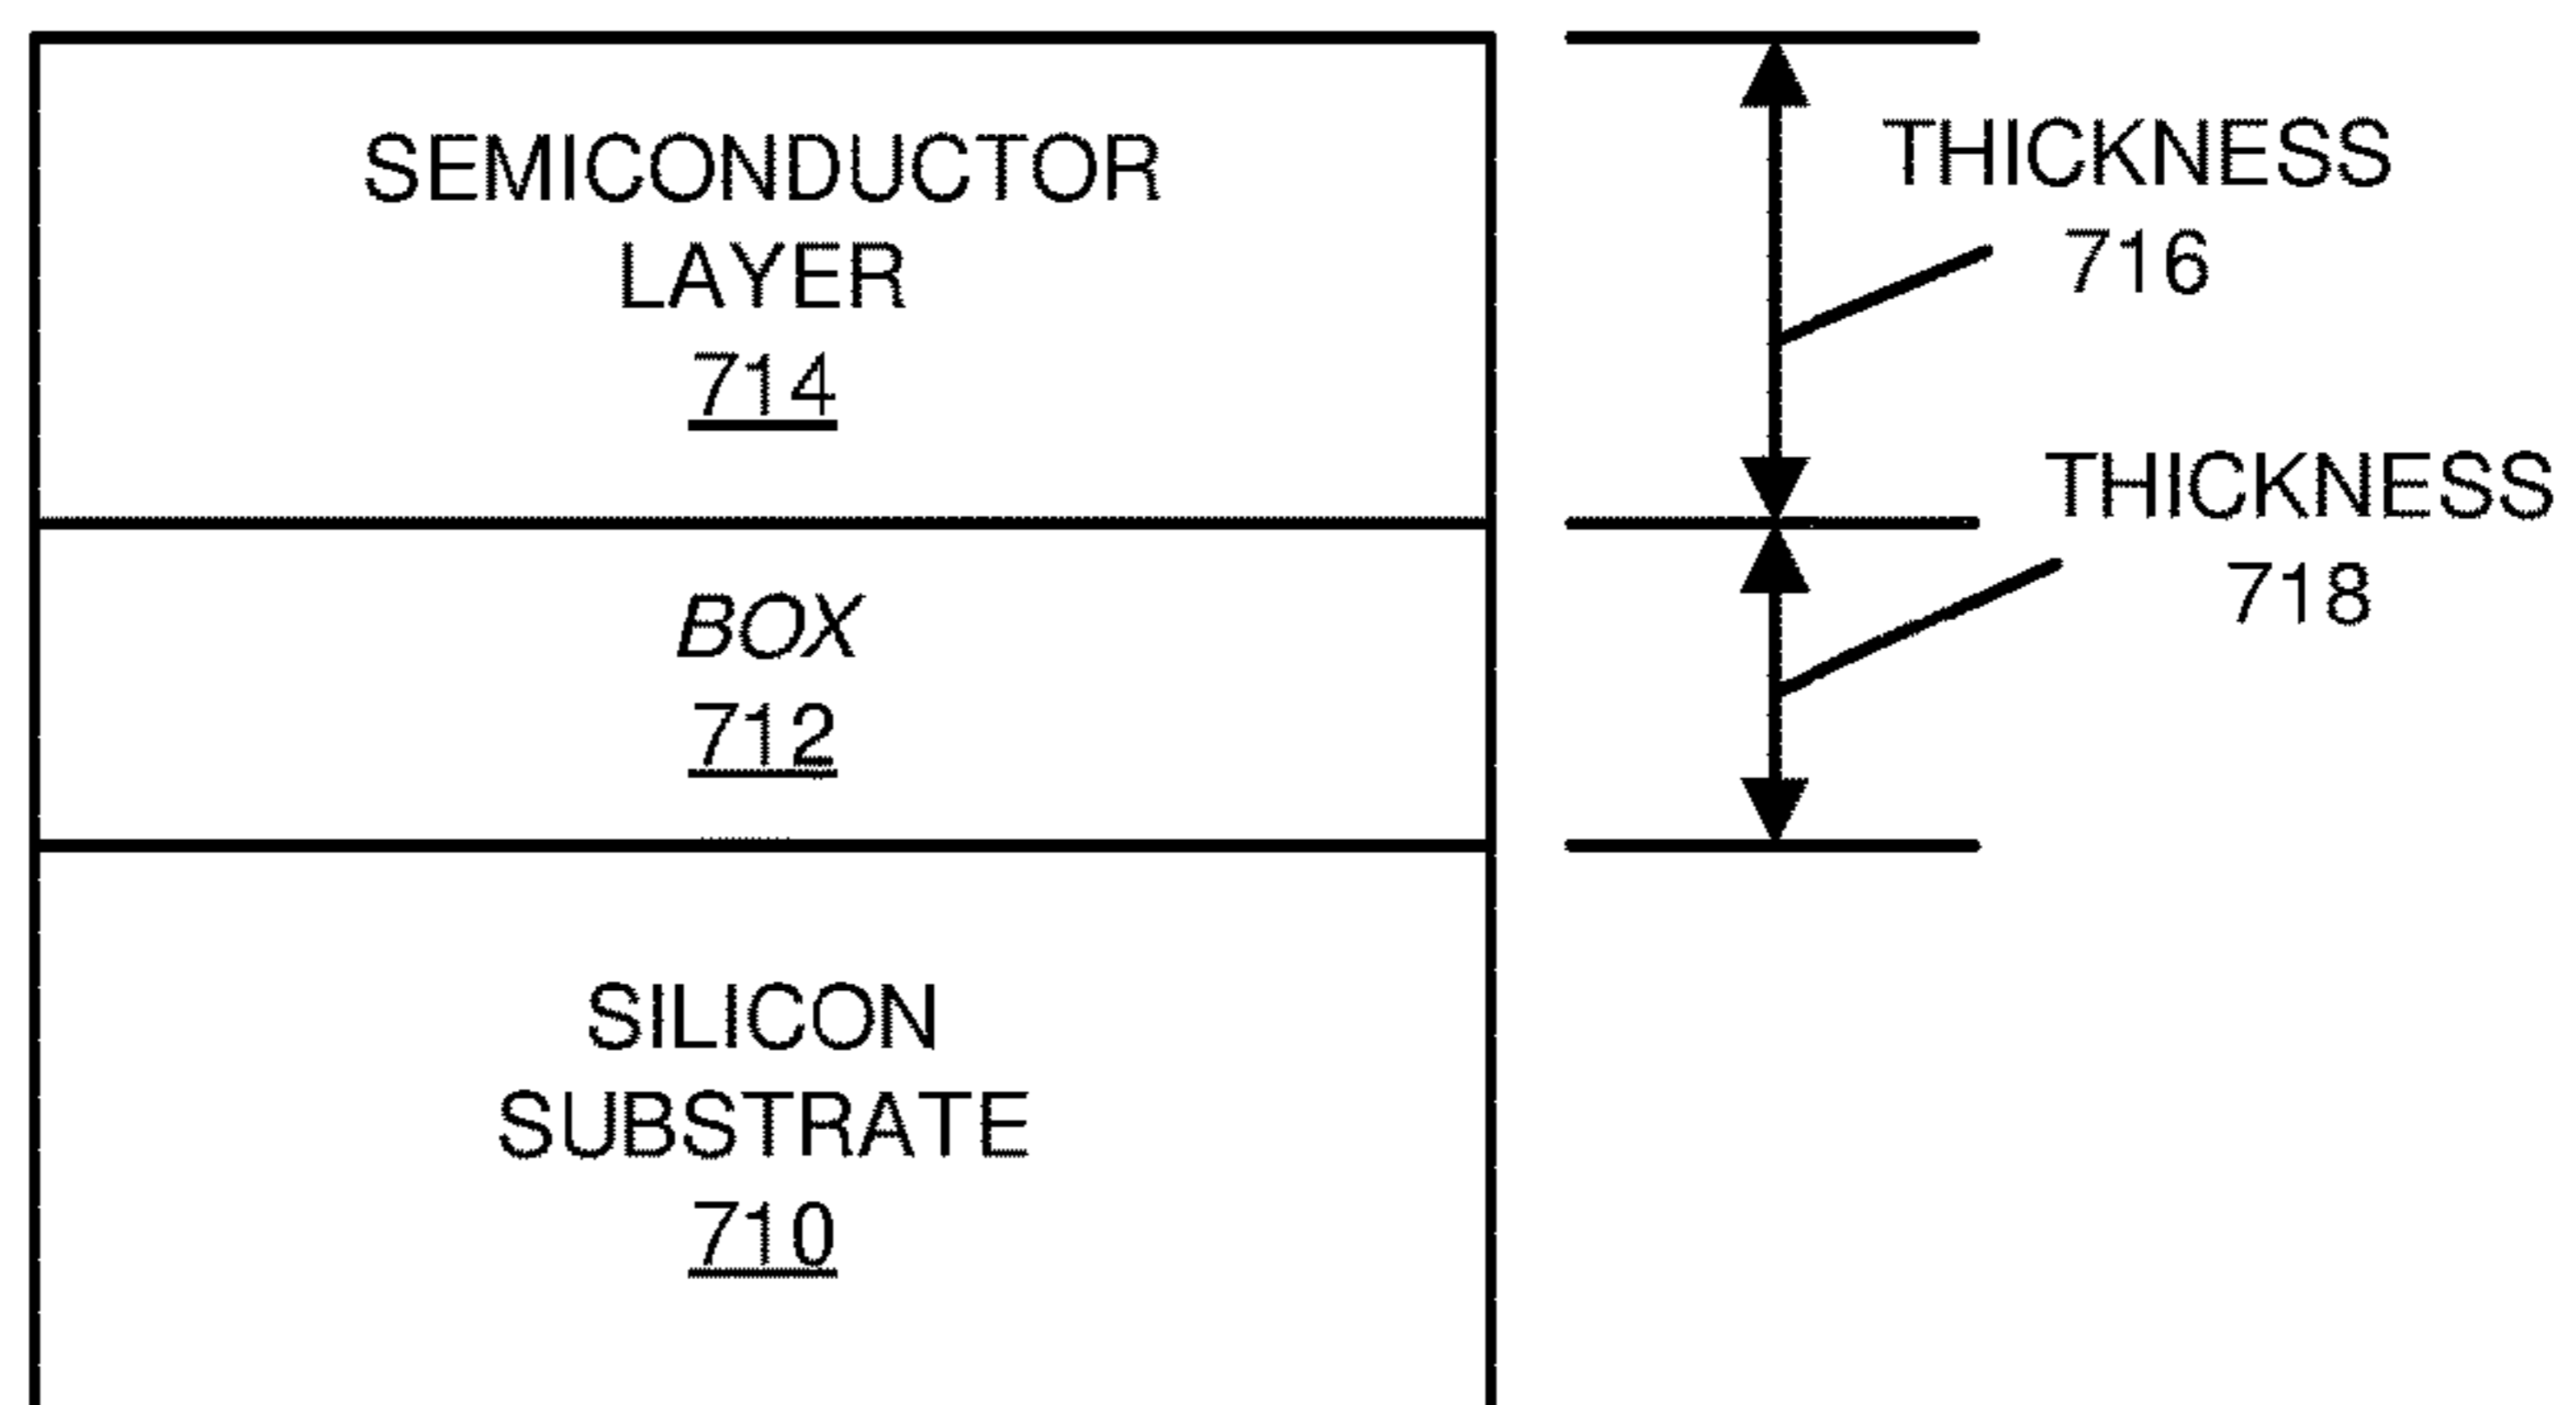 SEMICONDUCTOR
LAYER
714
THICKNESS
716
THICKNESS
718
BOX
712
SILICON
SUBSTRATE
710